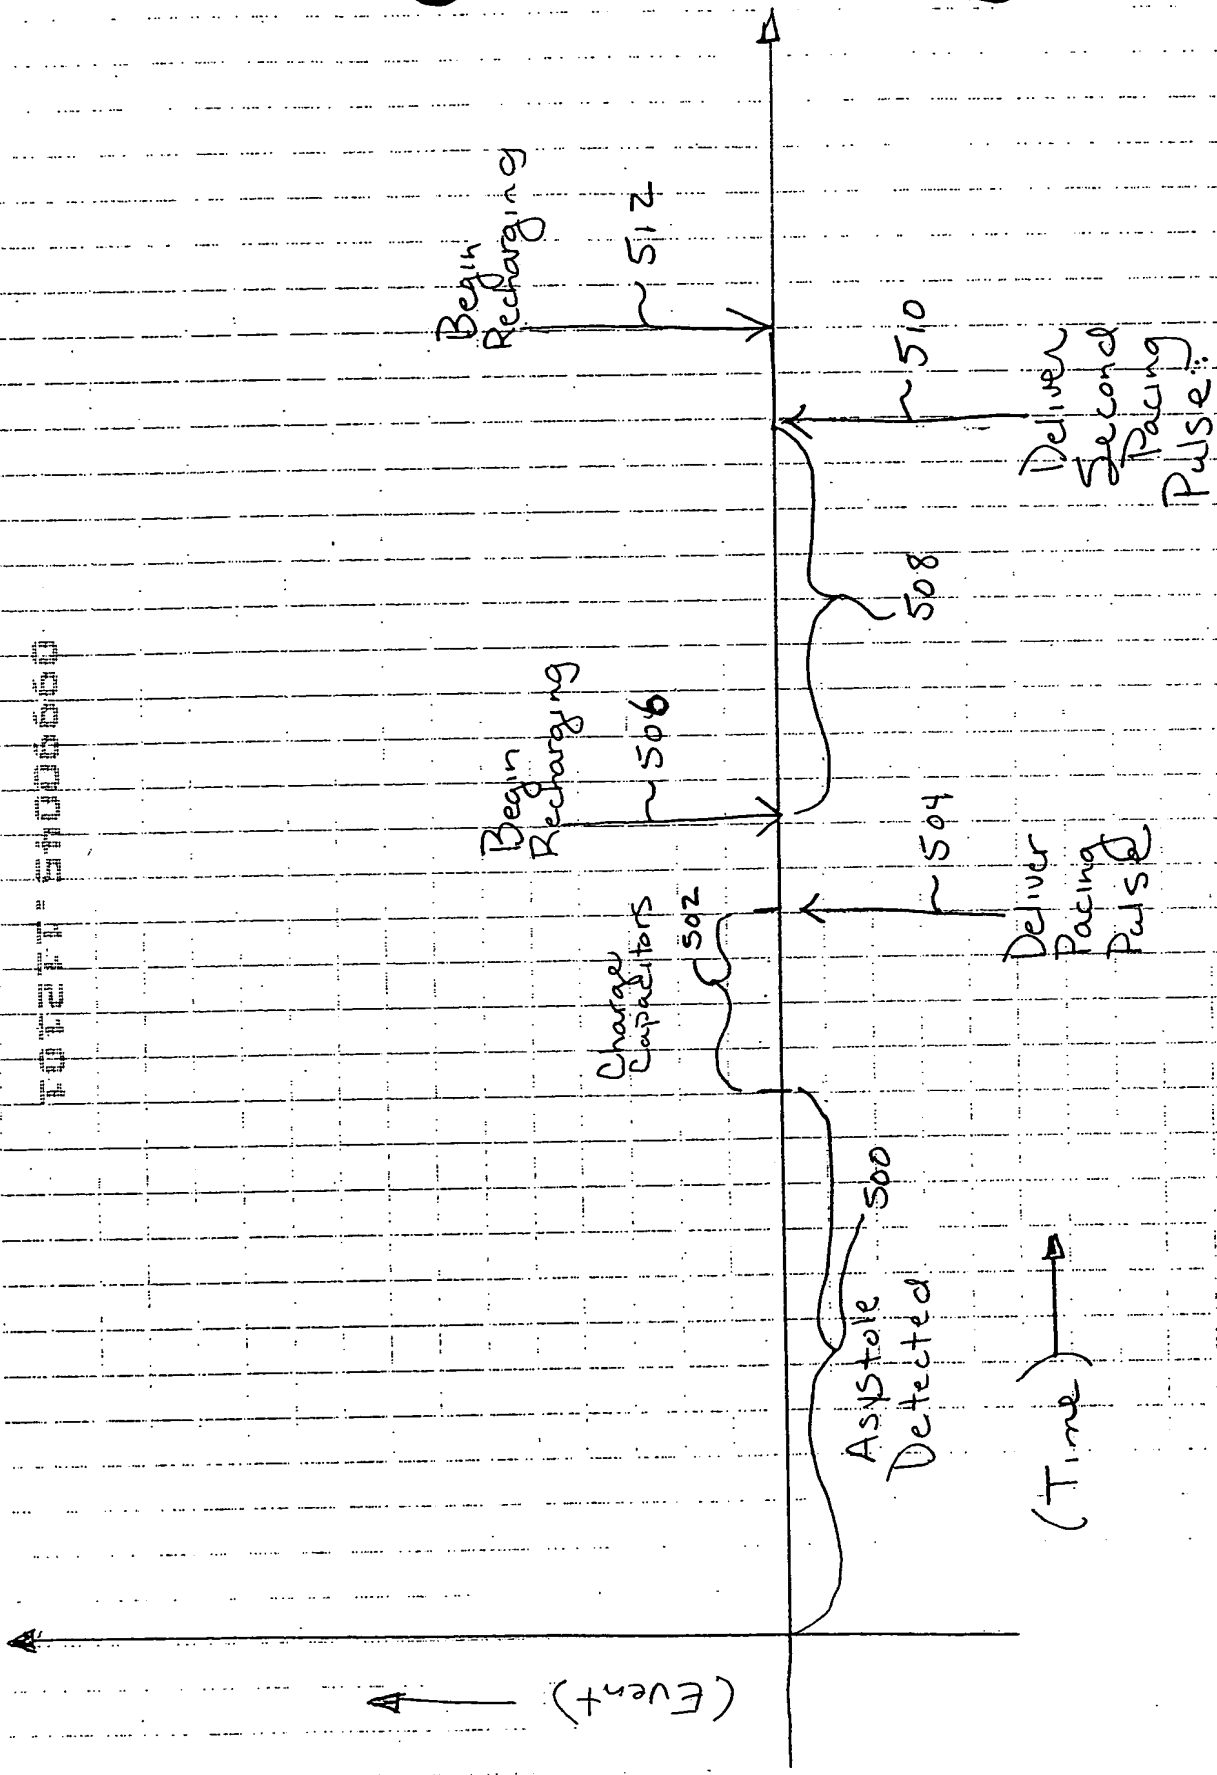 (Event)
Begin
Recharging
~512
Begin
Recharging
~506
Charge
Capacitors
502
Asystole
Detected
500
508
~504
Deliver
Pacing
Pulse
~510
Deliver
Second
Pacing
Pulse
(Time)